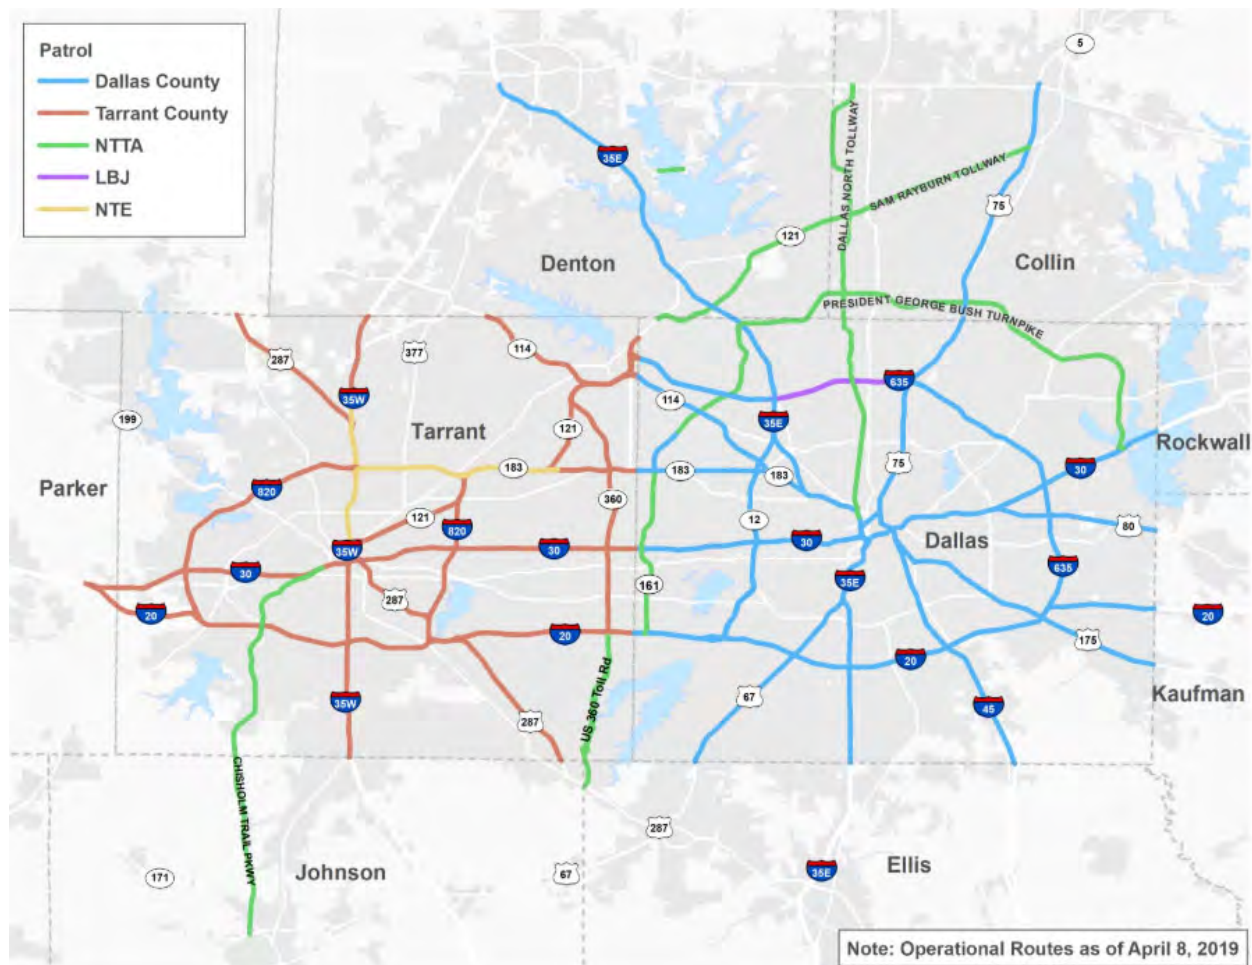 Patrol
Dallas County
Tarrant County
NTTA
LBJ
NTE
5
35E
DALLAS NORTH TOLLWAY
SAM RAYBURN TOLLWAY
75
121
Denton
Collin
PRESIDENT GEORGE BUSH TURNPIKE
287
377
114
35W
635
199
114
35E
121
Tarrant
Rockwall
183
183
183
75
30
Parker
820
360
121
820
12
80
35W
30
30
Dallas
30
635
35E
161
287
20
20
20
175
20
Kaufman
US 360 Toll Rd
67
35W
287
45
CHISHOLM TRAIL PKWY
287
Johnson
67
Ellis
35E
171
Note: Operational Routes as of April 8, 2019